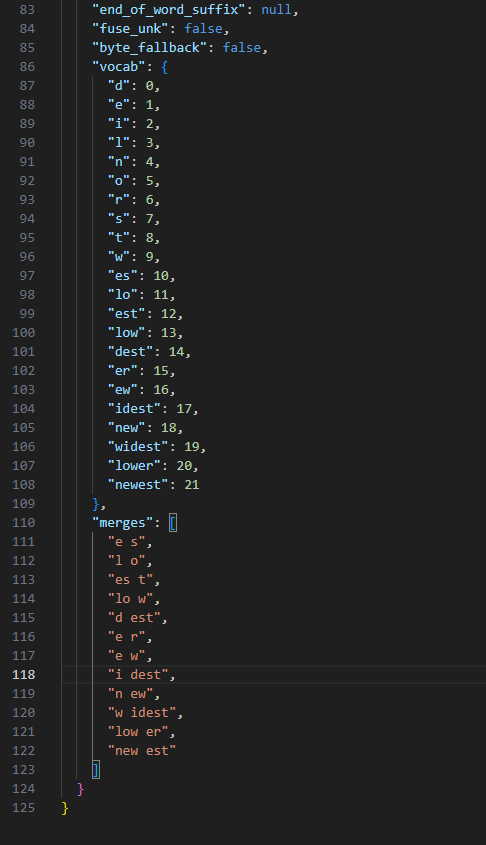 83 "end_of_word_suffix": null,
84 "fuse_unk": false,
85 "byte_fallback": false,
86 "vocab": {
87 "d": 0,
88 "e": 1,
89 "i": 2,
90 "l": 3,
91 "n": 4,
92 "o": 5,
93 "r": 6,
94 "s": 7,
95 "t": 8,
96 "w": 9,
97 "es": 10,
98 "lo": 11,
99 "est": 12,
100 "low": 13,
101 "dest": 14,
102 "er": 15,
103 "ew": 16,
104 "idest": 17,
105 "new": 18,
106 "widest": 19,
107 "lower": 20,
108 "newest": 21
109 },
110 "merges": [
111 "e s",
112 "l o",
113 "es t",
114 "lo w",
115 "d est",
116 "e r",
117 "e w",
118 "i dest",
119 "n ew",
120 "w idest",
121 "low er",
122 "new est"
123 ]
124 }
125 }